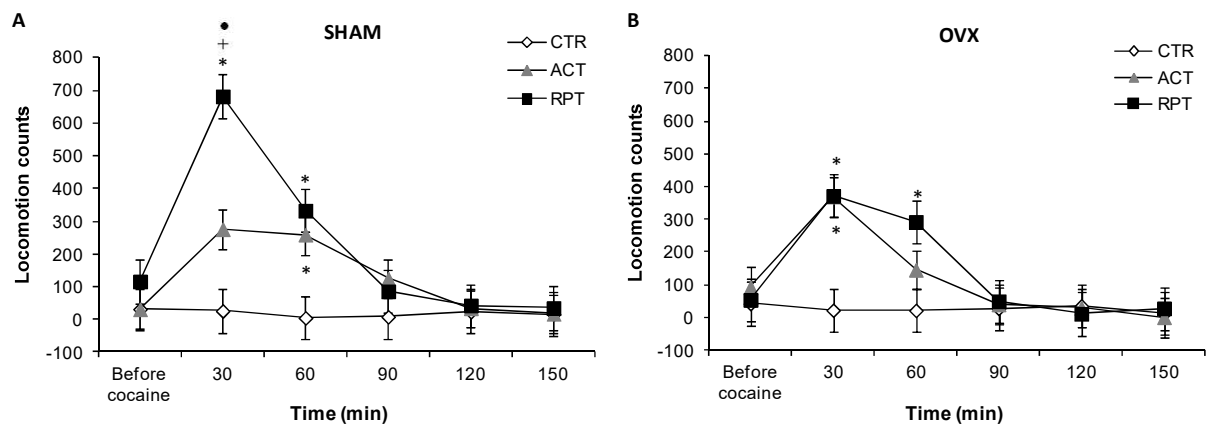 A
SHAM
•
+
*
CTR
ACT
RPT
800
700
600
500
400
300
200
100
0
-100
*
*
Locomotion counts
Before cocaine
30
60
90
120
150
Time (min)
B
OVX
CTR
ACT
RPT
800
700
600
500
400
300
200
100
0
-100
*
*
*
Locomotion counts
Before cocaine
30
60
90
120
150
Time (min)